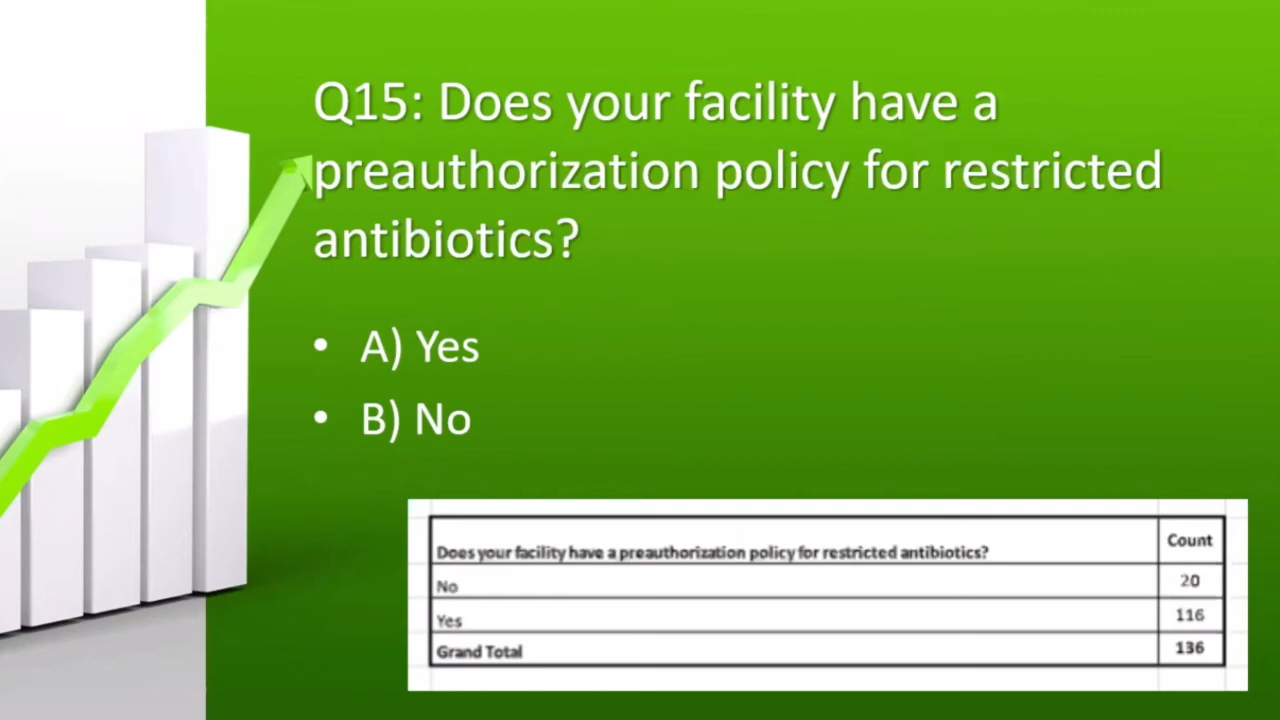 Q15: Does your facility have a
preauthorization policy for restricted
antibiotics?
• A) Yes
• B) No
Does your facility have a preauthorization policy for restricted antibiotics? Count
No 20
Yes 116
Grand Total 136